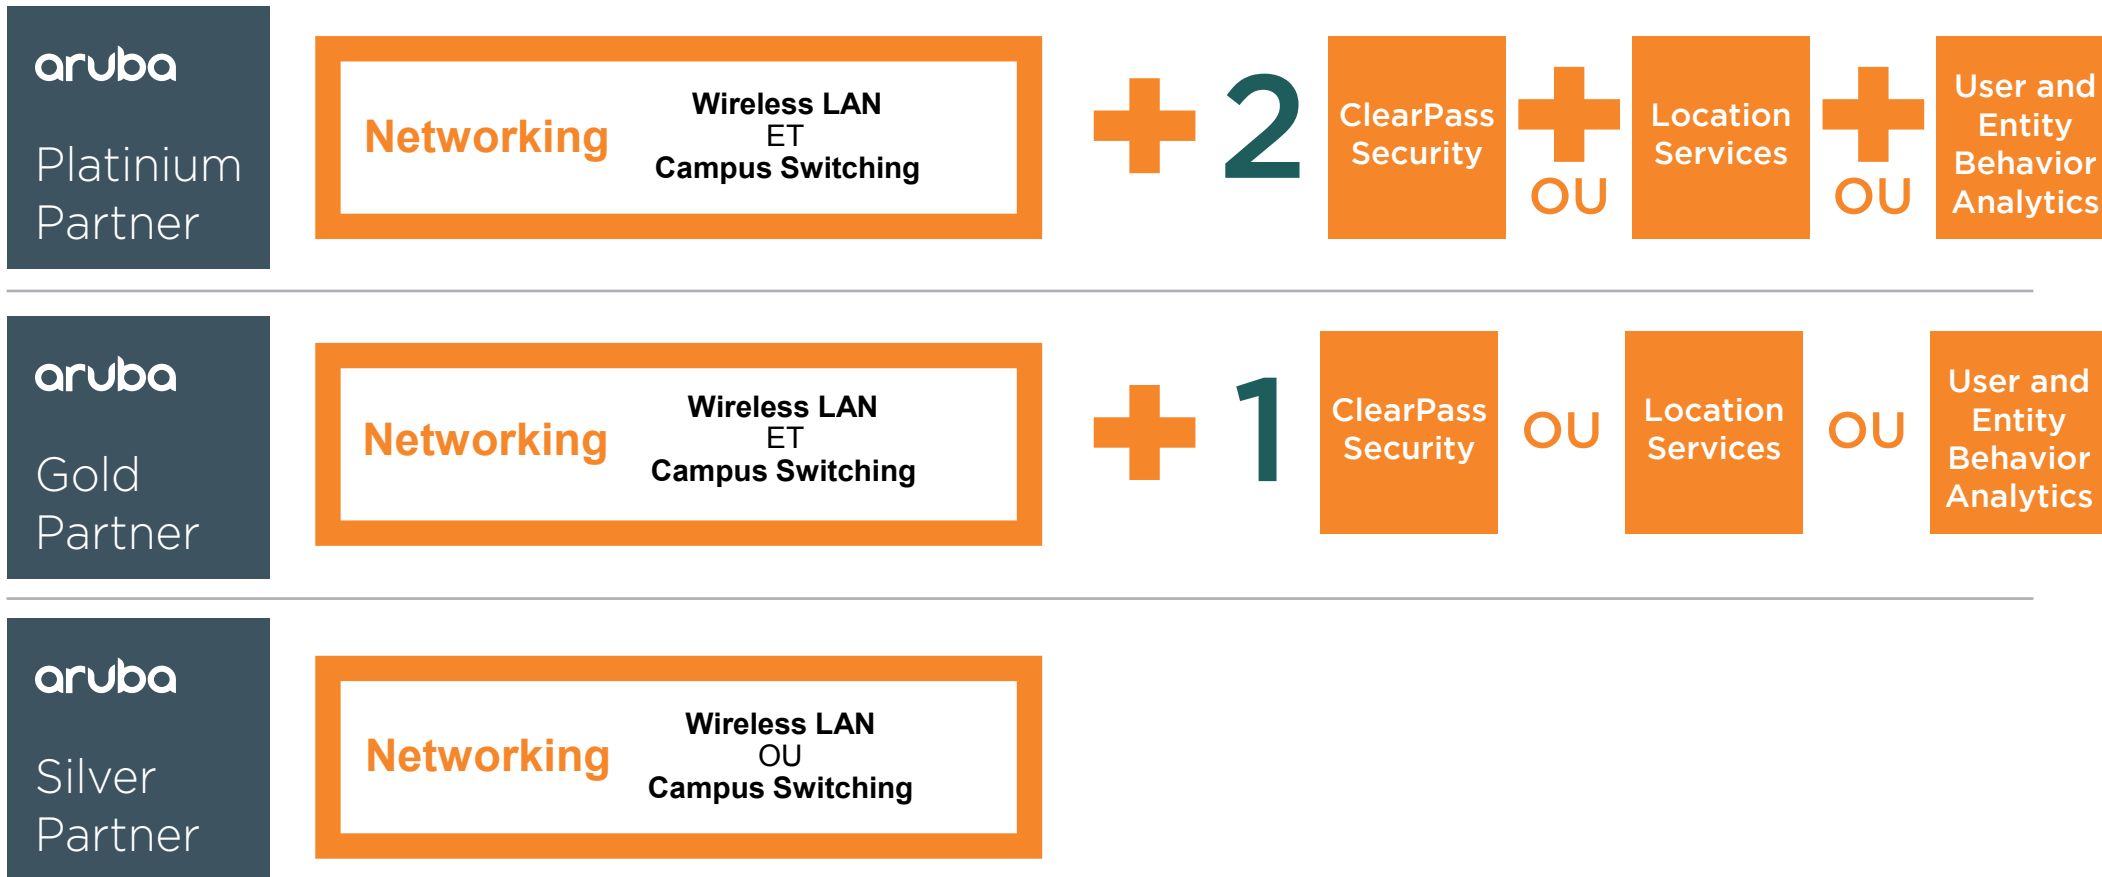 aruba
Platinium
Partner
Networking
Wireless LAN
ET
Campus Switching
+ 2
ClearPass
Security
+
OU
Location
Services
+
OU
User and
Entity
Behavior
Analytics
aruba
Gold
Partner
Networking
Wireless LAN
ET
Campus Switching
+ 1
ClearPass
Security
OU
Location
Services
OU
User and
Entity
Behavior
Analytics
aruba
Silver
Partner
Networking
Wireless LAN
OU
Campus Switching